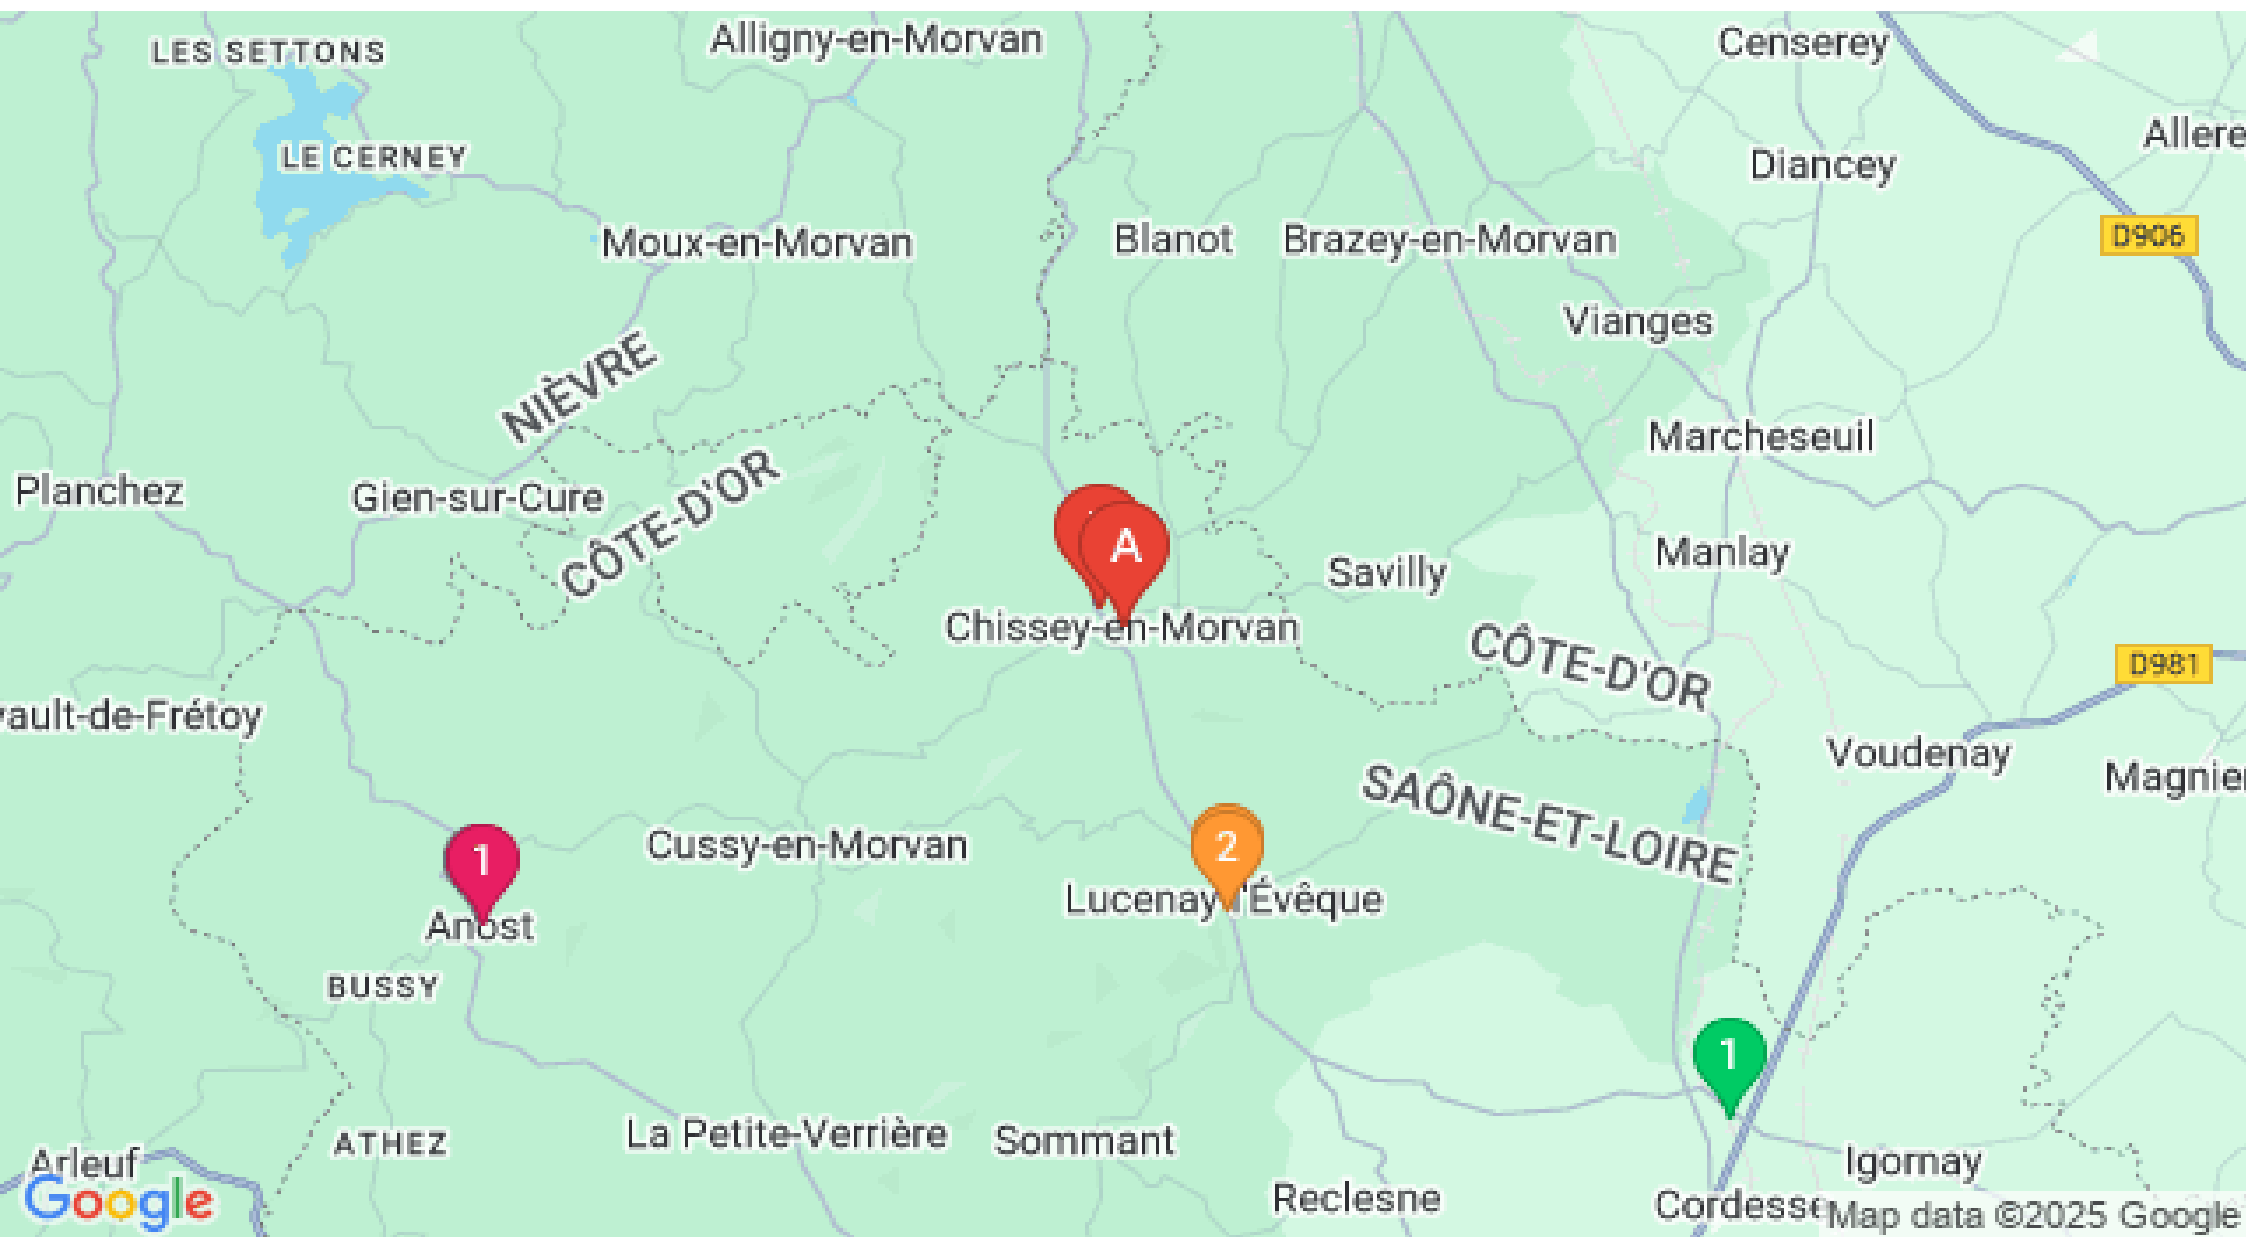 LES SETTONS
Alligny-en-Morvan
Censerey
LE CERNEY
Allere
Diancey
Moux-en-Morvan
Blanot
Brazey-en-Morvan
D906
Vianges
NIÈVRE
Marcheseuil
Planchez
Gien-sur-Cure
CÔTE-D'OR
A
Savilly
Manlay
Chissey-en-Morvan
CÔTE-D'OR
D981
vault-de-Frétoy
Voudenay
Magnie
SAÔNE-ET-LOIRE
1
Cussy-en-Morvan
2
Lucenay-l'Évêque
Anost
BUSSY
1
ATHEZ
La Petite-Verrière
Sommant
Arleuf
Igornay
Google
Reclesne
Cordesse
Map data ©2025 Google